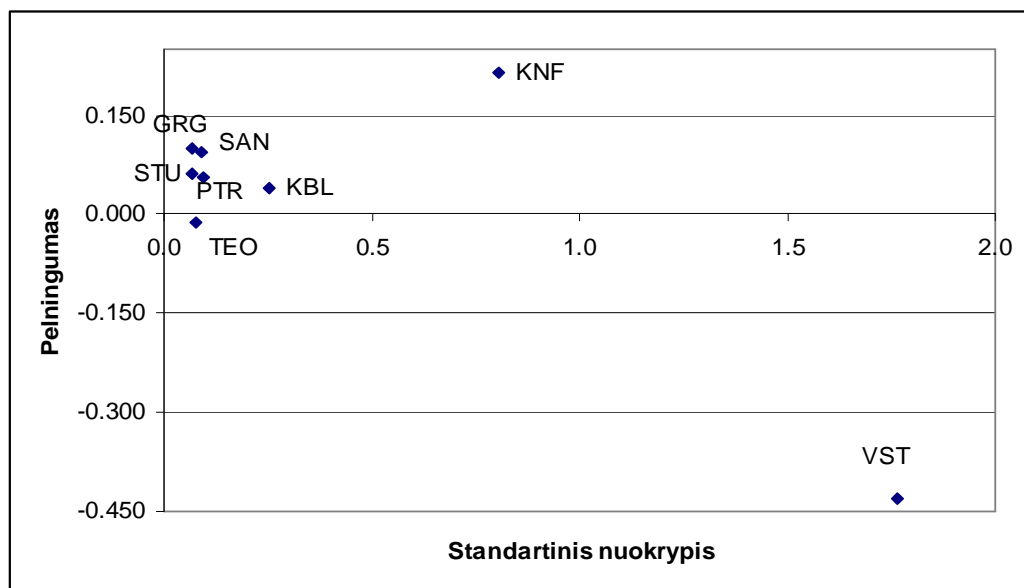 KNF
0.150
GRG
SAN
STU
PTR
KBL
0.000
0.0
TEO
0.5
1.0
1.5
2.0
Pelningumas
-0.150
-0.300
VST
-0.450
Standartinis nuokrypis